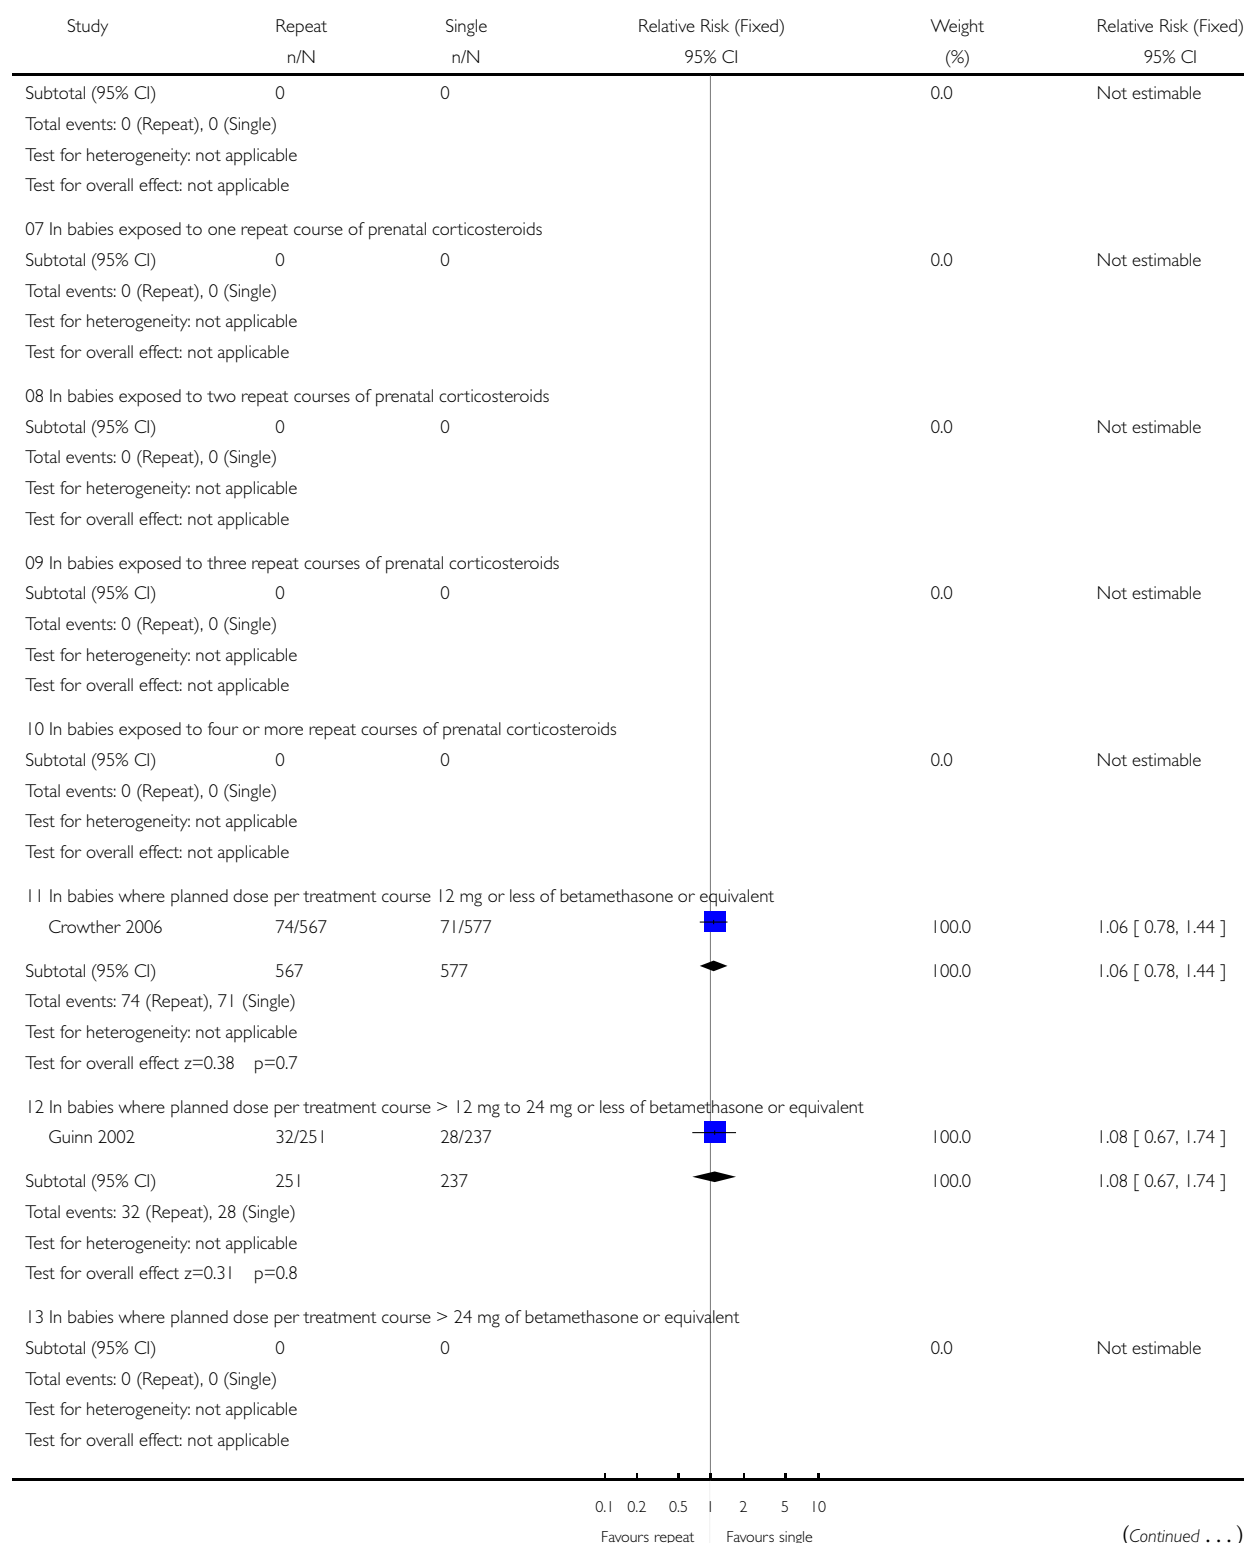 Study Repeat Single Relative Risk (Fixed) Weight Relative Risk (Fixed)
n/N n/N 95% CI (%) 95% CI
Subtotal (95% CI) 0 0 0.0 Not estimable
Total events: 0 (Repeat), 0 (Single)
Test for heterogeneity: not applicable
Test for overall effect: not applicable
07 In babies exposed to one repeat course of prenatal corticosteroids
Subtotal (95% CI) 0 0 0.0 Not estimable
Total events: 0 (Repeat), 0 (Single)
Test for heterogeneity: not applicable
Test for overall effect: not applicable
08 In babies exposed to two repeat courses of prenatal corticosteroids
Subtotal (95% CI) 0 0 0.0 Not estimable
Total events: 0 (Repeat), 0 (Single)
Test for heterogeneity: not applicable
Test for overall effect: not applicable
09 In babies exposed to three repeat courses of prenatal corticosteroids
Subtotal (95% CI) 0 0 0.0 Not estimable
Total events: 0 (Repeat), 0 (Single)
Test for heterogeneity: not applicable
Test for overall effect: not applicable
10 In babies exposed to four or more repeat courses of prenatal corticosteroids
Subtotal (95% CI) 0 0 0.0 Not estimable
Total events: 0 (Repeat), 0 (Single)
Test for heterogeneity: not applicable
Test for overall effect: not applicable
11 In babies where planned dose per treatment course 12 mg or less of betamethasone or equivalent
Crowther 2006 74/567 71/577 100.0 1.06 [ 0.78, 1.44 ]
Subtotal (95% CI) 567 577 100.0 1.06 [ 0.78, 1.44 ]
Total events: 74 (Repeat), 71 (Single)
Test for heterogeneity: not applicable
Test for overall effect z=0.38 p=0.7
12 In babies where planned dose per treatment course > 12 mg to 24 mg or less of betamethasone or equivalent
Guinn 2002 32/251 28/237 100.0 1.08 [ 0.67, 1.74 ]
Subtotal (95% CI) 251 237 100.0 1.08 [ 0.67, 1.74 ]
Total events: 32 (Repeat), 28 (Single)
Test for heterogeneity: not applicable
Test for overall effect z=0.31 p=0.8
13 In babies where planned dose per treatment course > 24 mg of betamethasone or equivalent
Subtotal (95% CI) 0 0 0.0 Not estimable
Total events: 0 (Repeat), 0 (Single)
Test for heterogeneity: not applicable
Test for overall effect: not applicable
0.1 0.2 0.5 1 2 5 10
Favours repeat Favours single (Continued . . . )